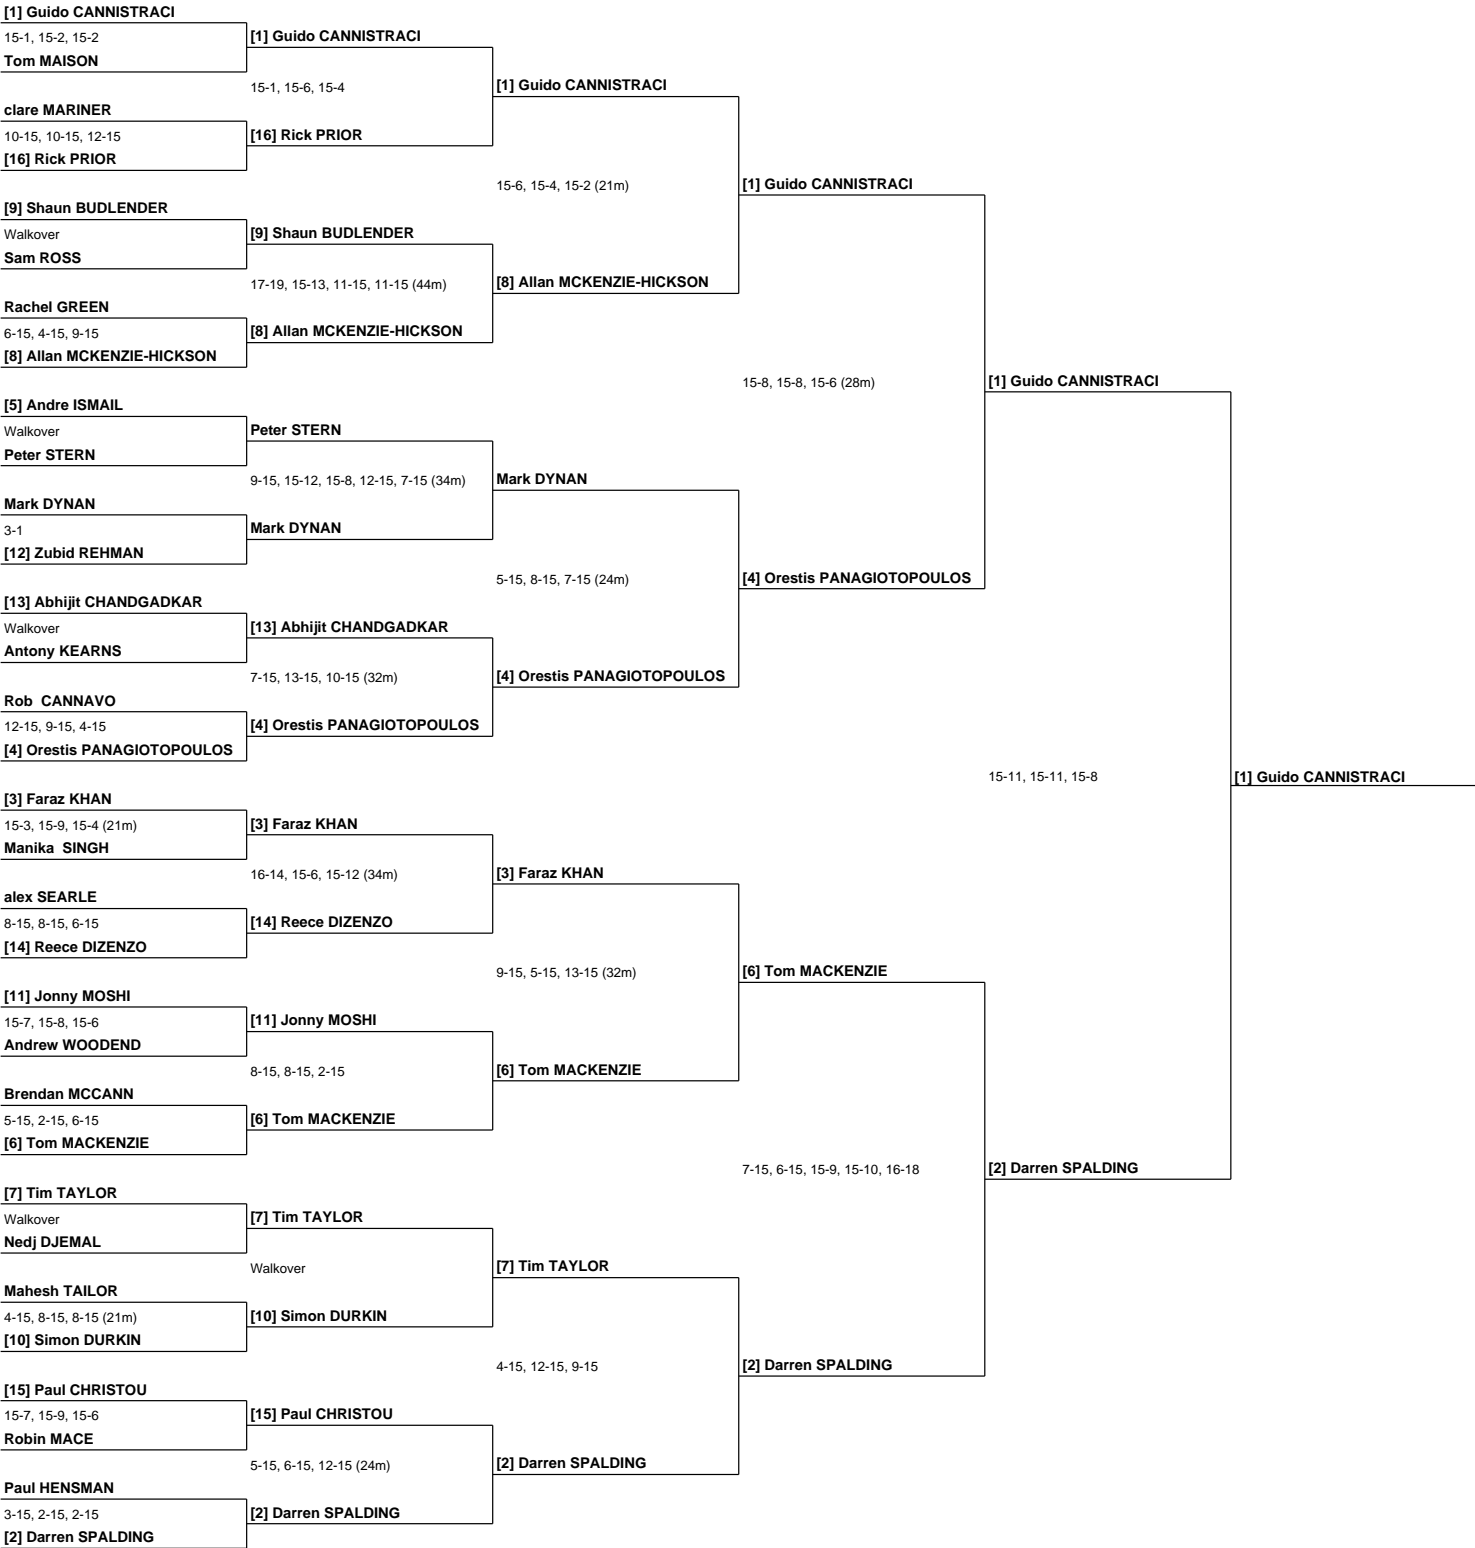 [1] Guido CANNISTRACI
15-1, 15-2, 15-2
Tom MAISON
clare MARINER
10-15, 10-15, 12-15
[16] Rick PRIOR
[9] Shaun BUDLENDER
Walkover
Sam ROSS
Rachel GREEN
6-15, 4-15, 9-15
[8] Allan MCKENZIE-HICKSON
[5] Andre ISMAIL
Walkover
Peter STERN
Mark DYNAN
3-1
[12] Zubid REHMAN
[13] Abhijit CHANDGADKAR
Walkover
Antony KEARNS
Rob  CANNAVO
12-15, 9-15, 4-15
[4] Orestis PANAGIOTOPOULOS
[3] Faraz KHAN
15-3, 15-9, 15-4 (21m)
Manika  SINGH
alex SEARLE
8-15, 8-15, 6-15
[14] Reece DIZENZO
[11] Jonny MOSHI
15-7, 15-8, 15-6
Andrew WOODEND
Brendan MCCANN
5-15, 2-15, 6-15
[6] Tom MACKENZIE
[7] Tim TAYLOR
Walkover
Nedj DJEMAL
Mahesh TAILOR
4-15, 8-15, 8-15 (21m)
[10] Simon DURKIN
[15] Paul CHRISTOU
15-7, 15-9, 15-6
Robin MACE
Paul HENSMAN
3-15, 2-15, 2-15
[2] Darren SPALDING
[1] Guido CANNISTRACI
15-1, 15-6, 15-4
[16] Rick PRIOR
[9] Shaun BUDLENDER
17-19, 15-13, 11-15, 11-15 (44m)
[8] Allan MCKENZIE-HICKSON
Peter STERN
9-15, 15-12, 15-8, 12-15, 7-15 (34m)
Mark DYNAN
[13] Abhijit CHANDGADKAR
7-15, 13-15, 10-15 (32m)
[4] Orestis PANAGIOTOPOULOS
[3] Faraz KHAN
16-14, 15-6, 15-12 (34m)
[14] Reece DIZENZO
[11] Jonny MOSHI
8-15, 8-15, 2-15
[6] Tom MACKENZIE
[7] Tim TAYLOR
Walkover
[10] Simon DURKIN
[15] Paul CHRISTOU
5-15, 6-15, 12-15 (24m)
[2] Darren SPALDING
[1] Guido CANNISTRACI
15-6, 15-4, 15-2 (21m)
[8] Allan MCKENZIE-HICKSON
Mark DYNAN
5-15, 8-15, 7-15 (24m)
[4] Orestis PANAGIOTOPOULOS
[3] Faraz KHAN
9-15, 5-15, 13-15 (32m)
[6] Tom MACKENZIE
[7] Tim TAYLOR
4-15, 12-15, 9-15
[2] Darren SPALDING
[1] Guido CANNISTRACI
15-8, 15-8, 15-6 (28m)
[4] Orestis PANAGIOTOPOULOS
[6] Tom MACKENZIE
7-15, 6-15, 15-9, 15-10, 16-18
[2] Darren SPALDING
[1] Guido CANNISTRACI
15-11, 15-11, 15-8
[2] Darren SPALDING
[1] Guido CANNISTRACI